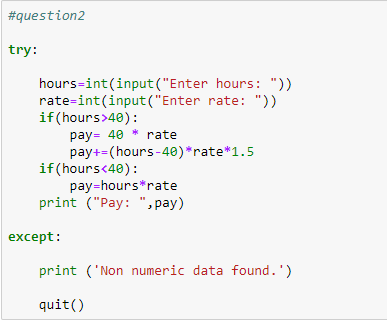 #question2
try:
    hours=int(input("Enter hours: "))
    rate=int(input("Enter rate: "))
    if(hours>40):
        pay= 40 * rate
        pay+=(hours-40)*rate*1.5
    if(hours<40):
        pay=hours*rate
    print ("Pay: ",pay)
except:
    print ('Non numeric data found.')
    quit()